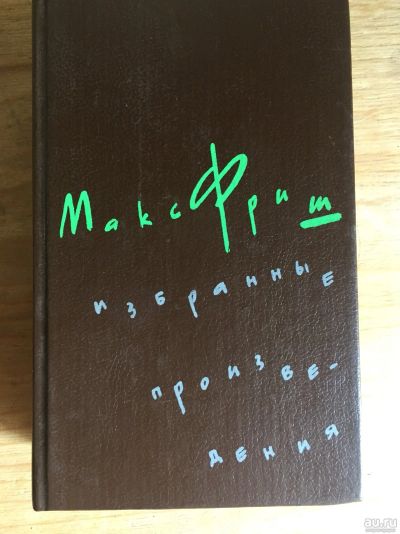 Макс Фриш
избранные
произве-
дения
au.ru